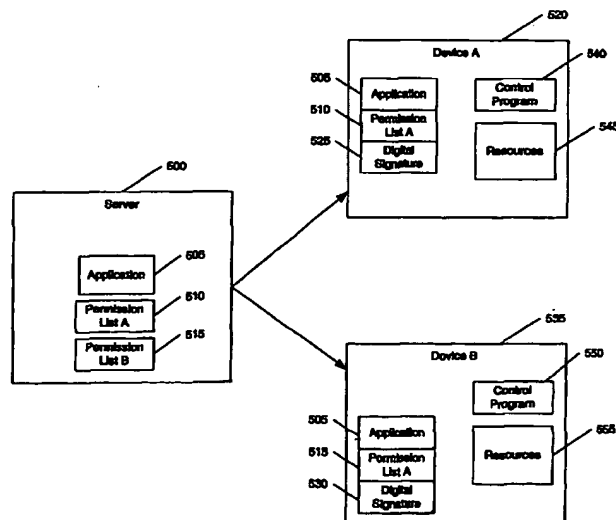 520
Device A
505
Application
540
Control
Program
510
Permission
List A
525
Digital
Signature
545
Resources
500
Server
505
Application
510
Permission
List A
515
Permission
List B
535
Device B
550
Control
Program
505
Application
515
Permission
List A
555
Resources
530
Digital
Signature